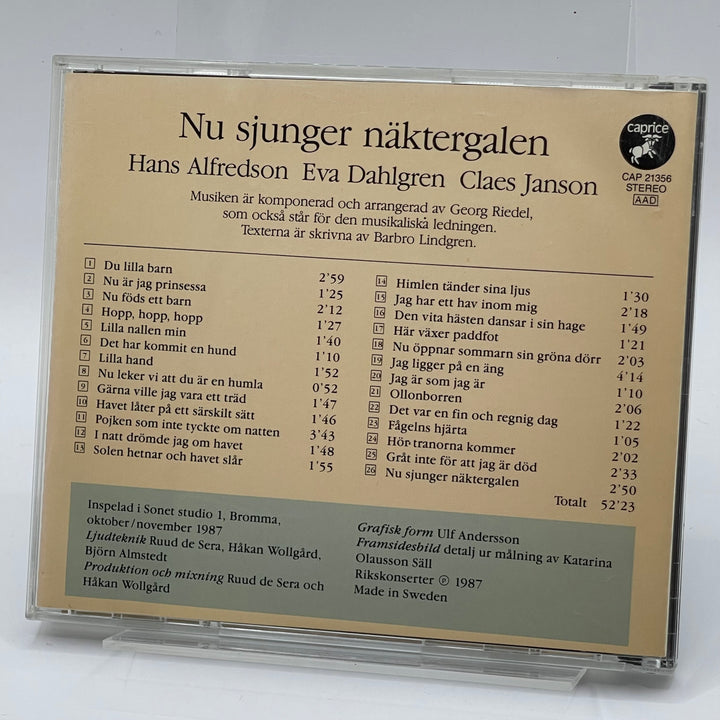 Nu sjunger näktergalen
Hans Alfredson Eva Dahlgren Claes Janson
Musiken är komponerad och arrangerad av Georg Riedel,
som också står för den musikaliska ledningen.
Texterna är skrivna av Barbro Lindgren.
caprice
CAP 21356
STEREO
AAD
1 Du lilla barn 2'59
2 Nu är jag prinsessa 1'25
3 Nu föds ett barn 2'12
4 Hopp, hopp, hopp 1'27
5 Lilla nallen min 1'40
6 Det har kommit en hund 1'10
7 Lilla hand 1'52
8 Nu leker vi att du är en humla 0'52
9 Gärna ville jag vara ett träd 1'47
10 Havet låter på ett särskilt sätt 1'46
11 Pojken som inte tyckte om natten 3'43
12 I natt drömde jag om havet 1'48
13 Solen hetnar och havet slår 1'55
14 Himlen tänder sina ljus 1'30
15 Jag har ett hav inom mig 2'18
16 Den vita hästen dansar i sin hage 1'49
17 Här växer paddfot 1'21
18 Nu öppnar sommarn sin gröna dörr 2'03
19 Jag ligger på en äng 4'14
20 Jag är som jag är 1'10
21 Ollonborren 2'06
22 Det var en fin och regnig dag 1'22
23 Fågelns hjärta 1'05
24 Hör tranorna kommer 2'02
25 Gråt inte för att jag är död 2'33
26 Nu sjunger näktergalen 2'50
Totalt 52'23
Inspelad i Sonet studio 1, Bromma,
oktober/november 1987
Ljudteknik Ruud de Sera, Håkan Wollgård,
Björn Almstedt
Produktion och mixning Ruud de Sera och
Håkan Wollgård
Grafisk form Ulf Andersson
Framsidesbild detalj ur målning av Katarina
Olausson Säll
Rikskonserter ℗ 1987
Made in Sweden